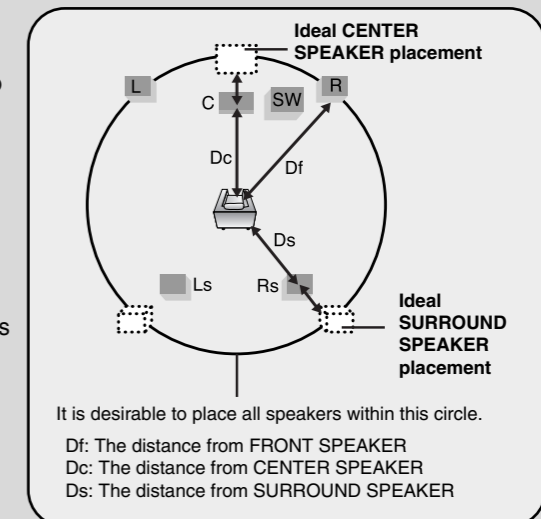 Ideal CENTER
SPEAKER placement
L
R
C
SW
Dc
Df
Ds
Ls
Rs
Ideal
SURROUND
SPEAKER
placement
It is desirable to place all speakers within this circle.
Df: The distance from FRONT SPEAKER
Dc: The distance from CENTER SPEAKER
Ds: The distance from SURROUND SPEAKER